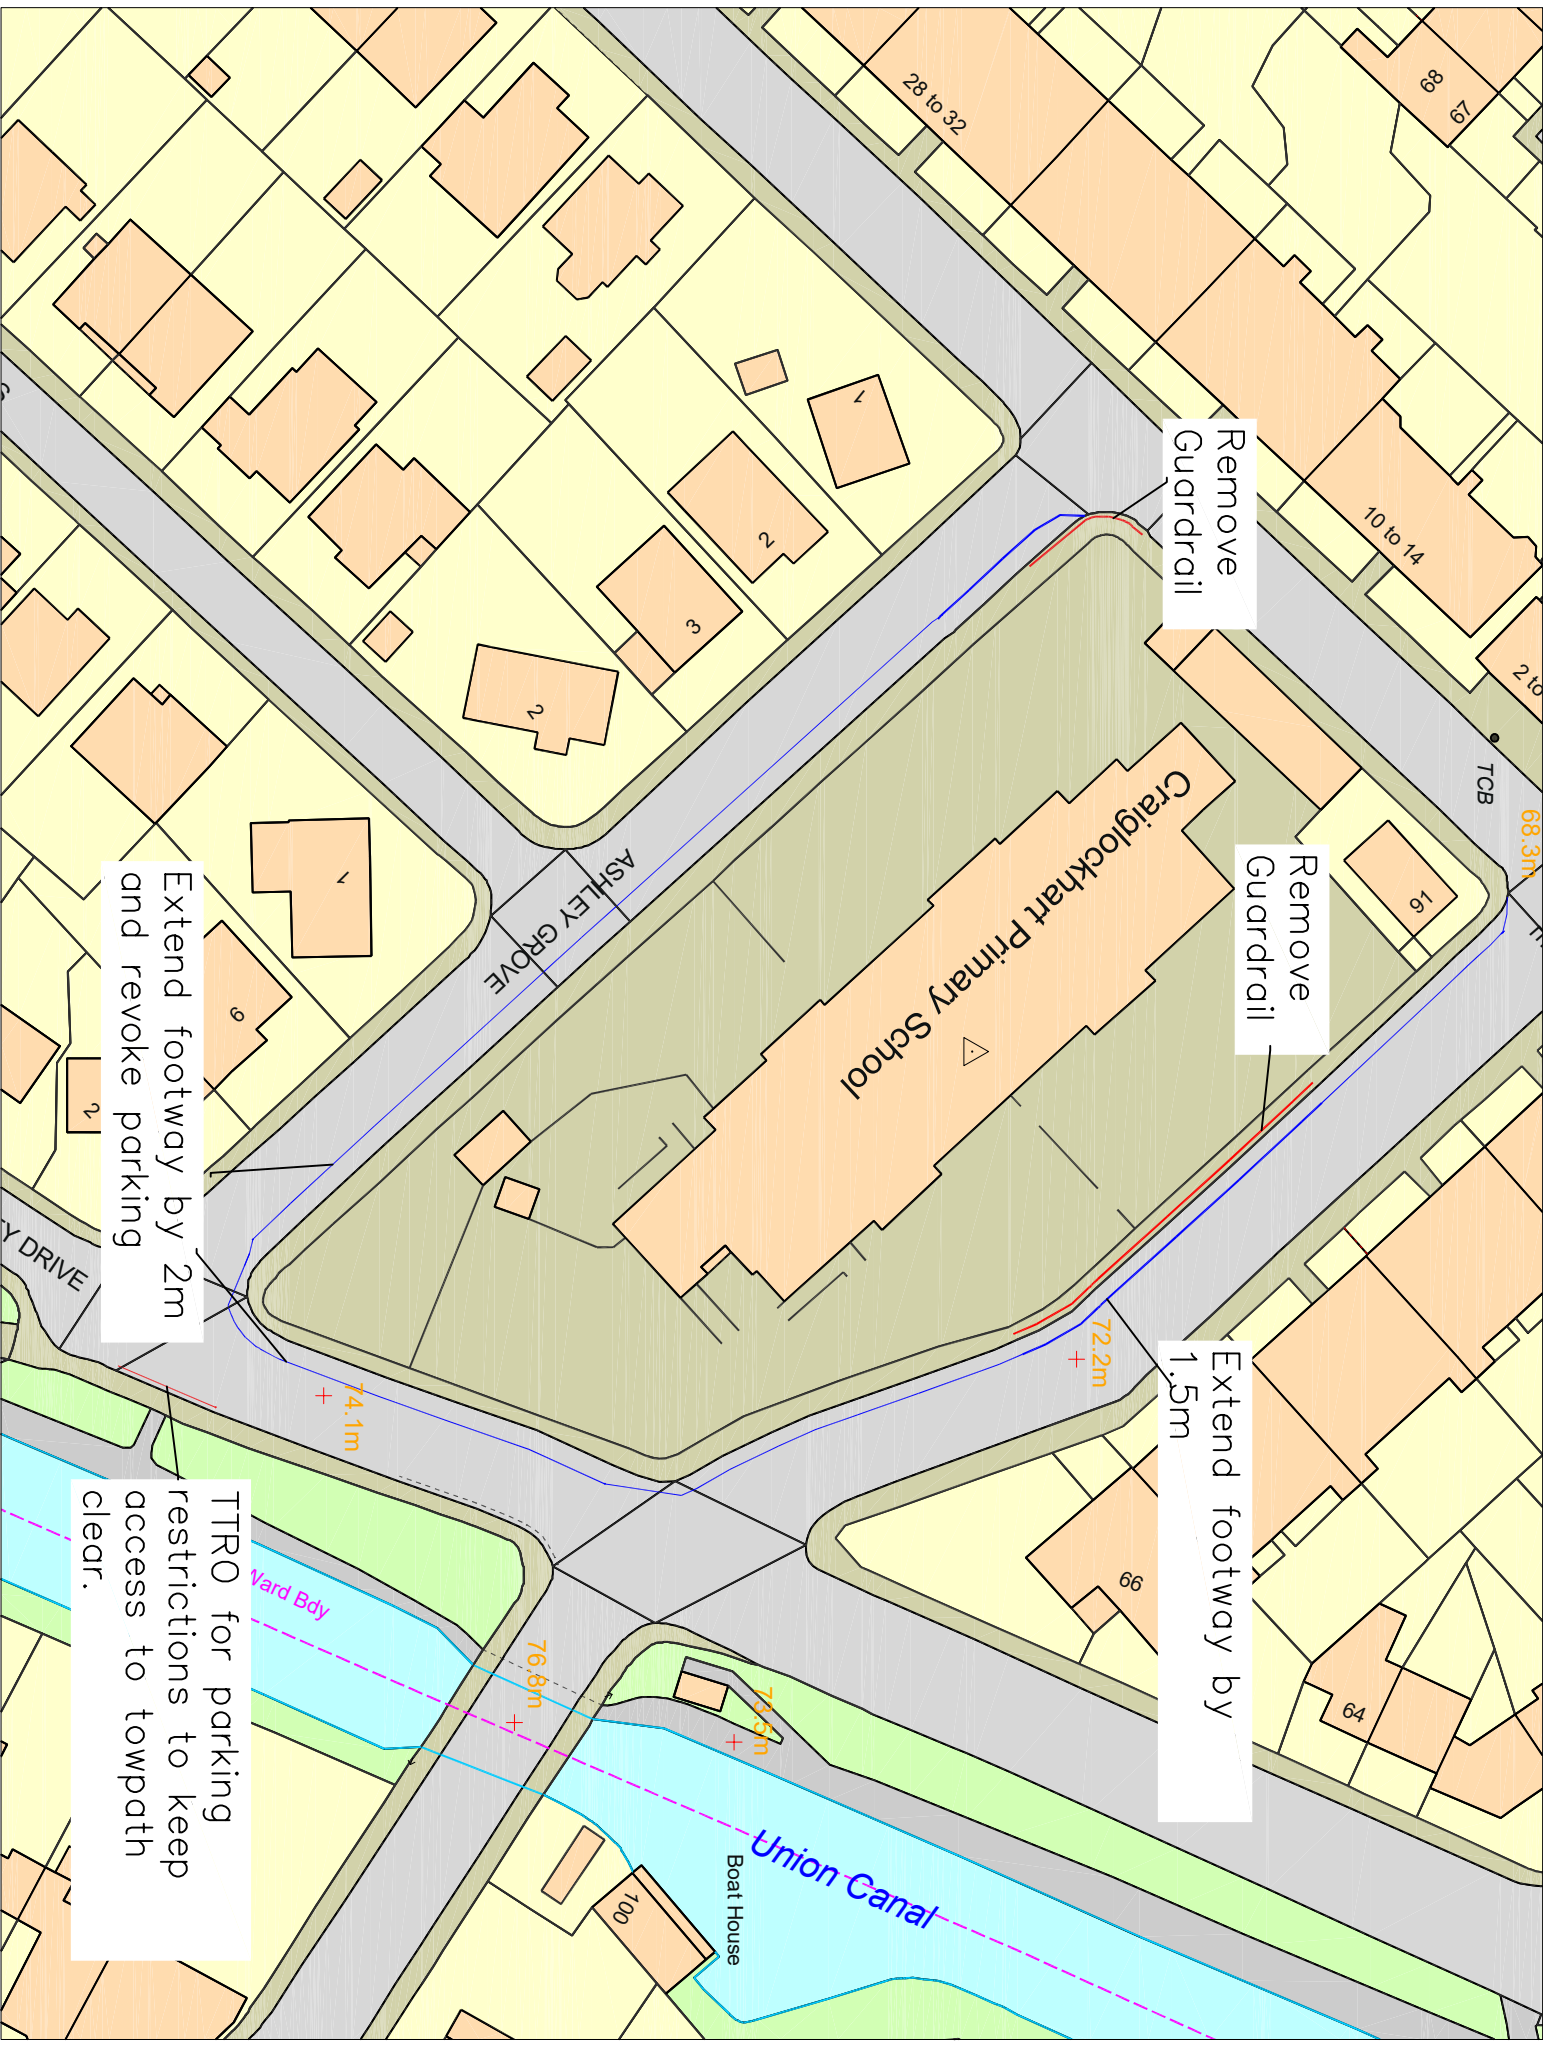 68
67
28 to 32
10 to 14
2 to
TCB
68.3m
91
Remove
Guardrail
Remove
Guardrail
Craiglockhart Primary School
ASHLEY GROVE
1
2
3
2
1
9
2
Extend footway by 2m
and revoke parking
Extend footway by
1.5m
72.2m
74.1m
76.8m
73.5m
66
64
TTRO for parking
restrictions to keep
access to towpath
clear.
Ward Bdy
Union Canal
Boat House
100
DRIVE